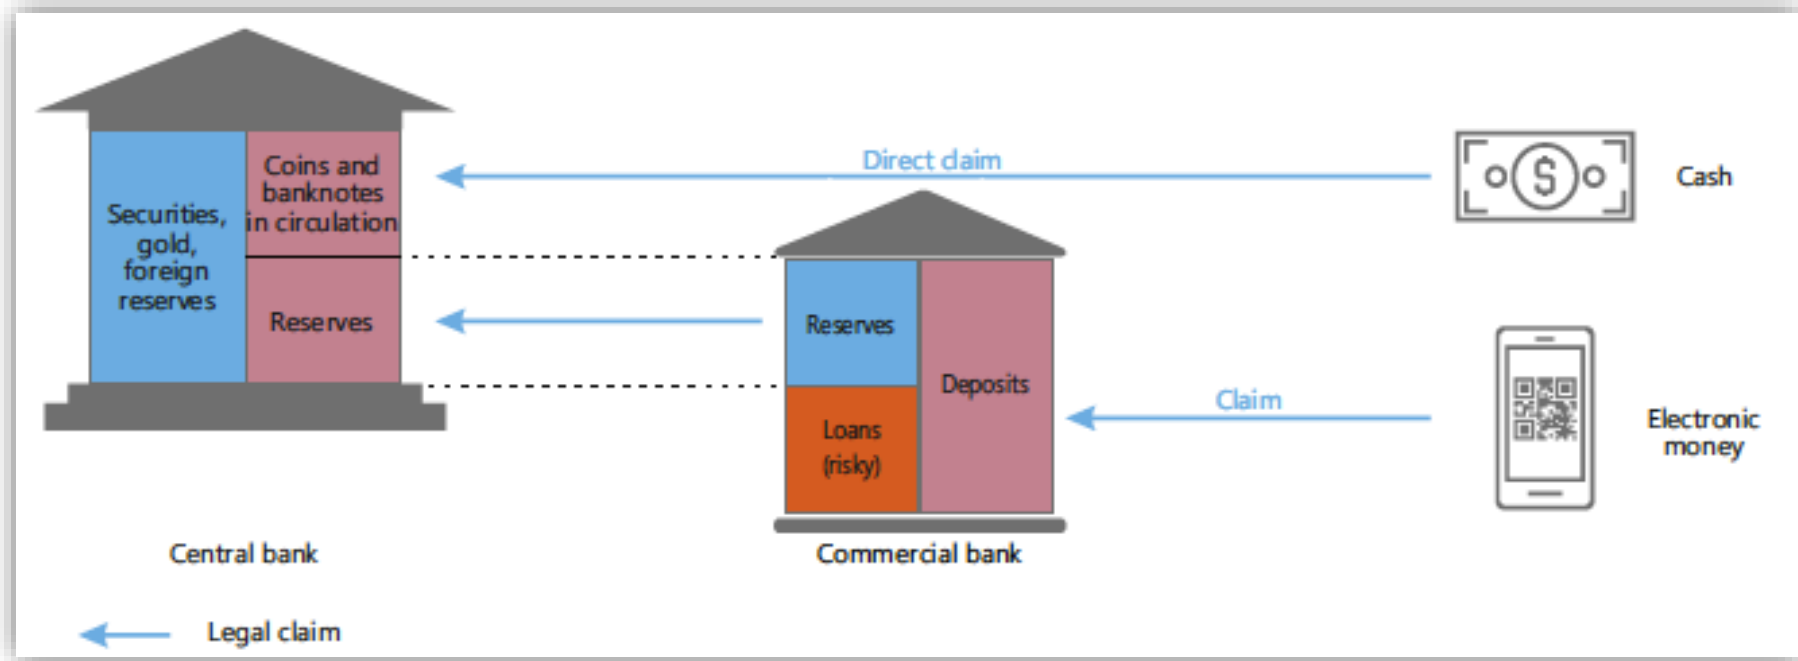 Securities,
gold,
foreign
reserves
Coins and
banknotes
in circulation
Reserves
Central bank
Direct claim
Reserves
Loans
(risky)
Deposits
Commercial bank
Claim
$
Cash
Electronic
money
Legal claim